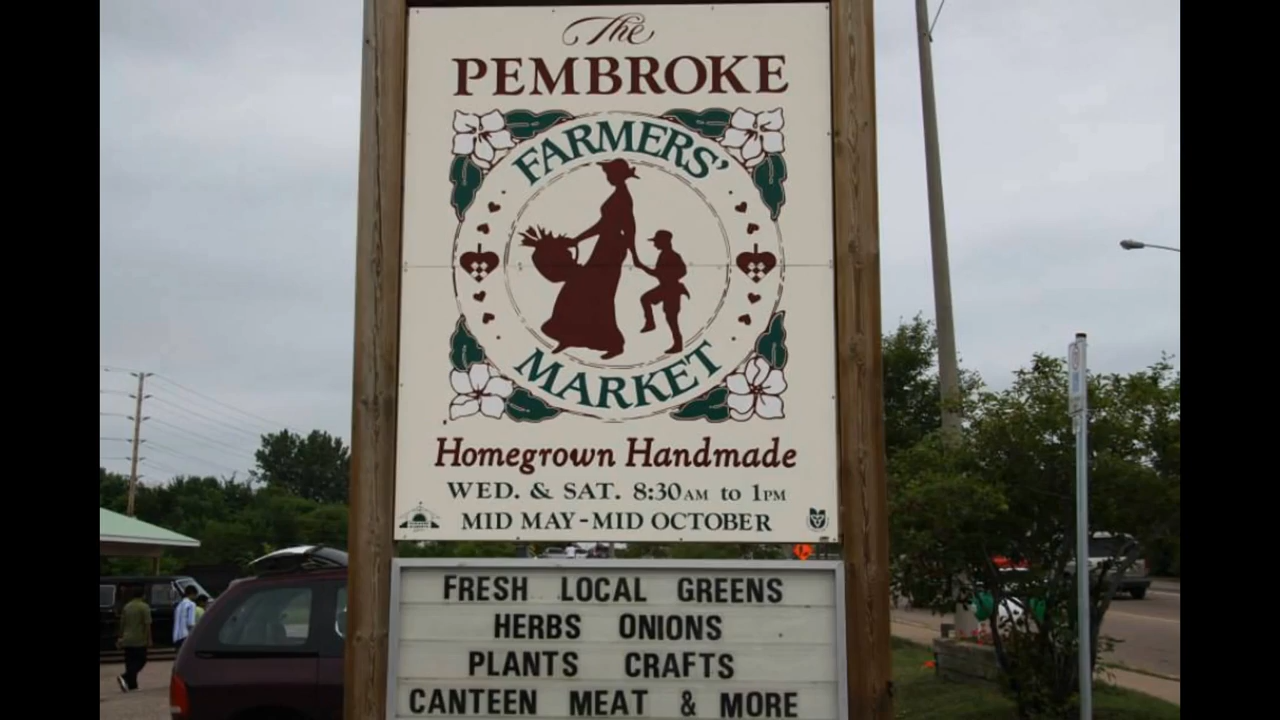 The
PEMBROKE
FARMERS'
MARKET
Homegrown Handmade
WED. & SAT. 8:30AM to 1PM
MID MAY-MID OCTOBER
FRESH LOCAL GREENS
HERBS ONIONS
PLANTS CRAFTS
CANTEEN MEAT & MORE